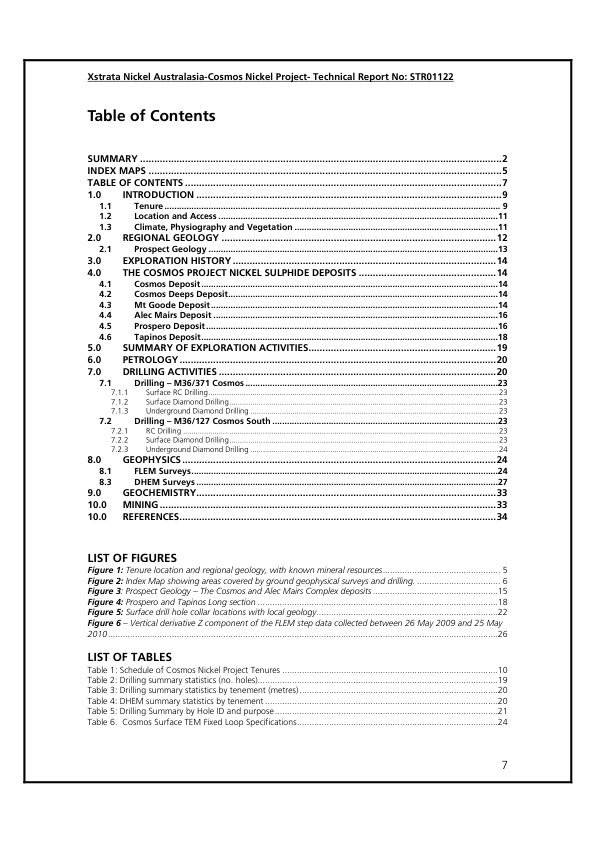 Xstrata Nickel Australasia-Cosmos Nickel Project- Technical Report No: STR01122
Table of Contents
SUMMARY ...2
INDEX MAPS ...5
TABLE OF CONTENTS ...7
1.0 INTRODUCTION ...9
1.1 Tenure ... 9
1.2 Location and Access ...11
1.3 Climate, Physiography and Vegetation ...11
2.0 REGIONAL GEOLOGY ...12
2.1 Prospect Geology ...13
3.0 EXPLORATION HISTORY ...14
4.0 THE COSMOS PROJECT NICKEL SULPHIDE DEPOSITS ...14
4.1 Cosmos Deposit...14
4.2 Cosmos Deeps Deposit...14
4.3 Mt Goode Deposit...14
4.4 Alec Mairs Deposit ...16
4.5 Prospero Deposit...16
4.6 Tapinos Deposit...18
5.0 SUMMARY OF EXPLORATION ACTIVITIES...19
6.0 PETROLOGY ...20
7.0 DRILLING ACTIVITIES ...20
7.1 Drilling – M36/371 Cosmos ...23
7.1.1 Surface RC Drilling...23
7.1.2 Surface Diamond Drilling...23
7.1.3 Underground Diamond Drilling ...23
7.2 Drilling – M36/127 Cosmos South ...23
7.2.1 RC Drilling ...23
7.2.2 Surface Diamond Drilling...23
7.2.3 Underground Diamond Drilling ...24
8.0 GEOPHYSICS ...24
8.1 FLEM Surveys...24
8.3 DHEM Surveys ...27
9.0 GEOCHEMISTRY...33
10.0 MINING ...33
10.0 REFERENCES...34
LIST OF FIGURES
Figure 1: Tenure location and regional geology, with known mineral resources... 5
Figure 2: Index Map showing areas covered by ground geophysical surveys and drilling. ... 6
Figure 3: Prospect Geology – The Cosmos and Alec Mairs Complex deposits ...15
Figure 4: Prospero and Tapinos Long section ...18
Figure 5: Surface drill hole collar locations with local geology...22
Figure 6 – Vertical derivative Z component of the FLEM step data collected between 26 May 2009 and 25 May
2010 ...26
LIST OF TABLES
Table 1: Schedule of Cosmos Nickel Project Tenures ...10
Table 2: Drilling summary statistics (no. holes)...19
Table 3: Drilling summary statistics by tenement (metres)...20
Table 4: DHEM summary statistics by tenement ...20
Table 5: Drilling Summary by Hole ID and purpose...21
Table 6. Cosmos Surface TEM Fixed Loop Specifications...24
7